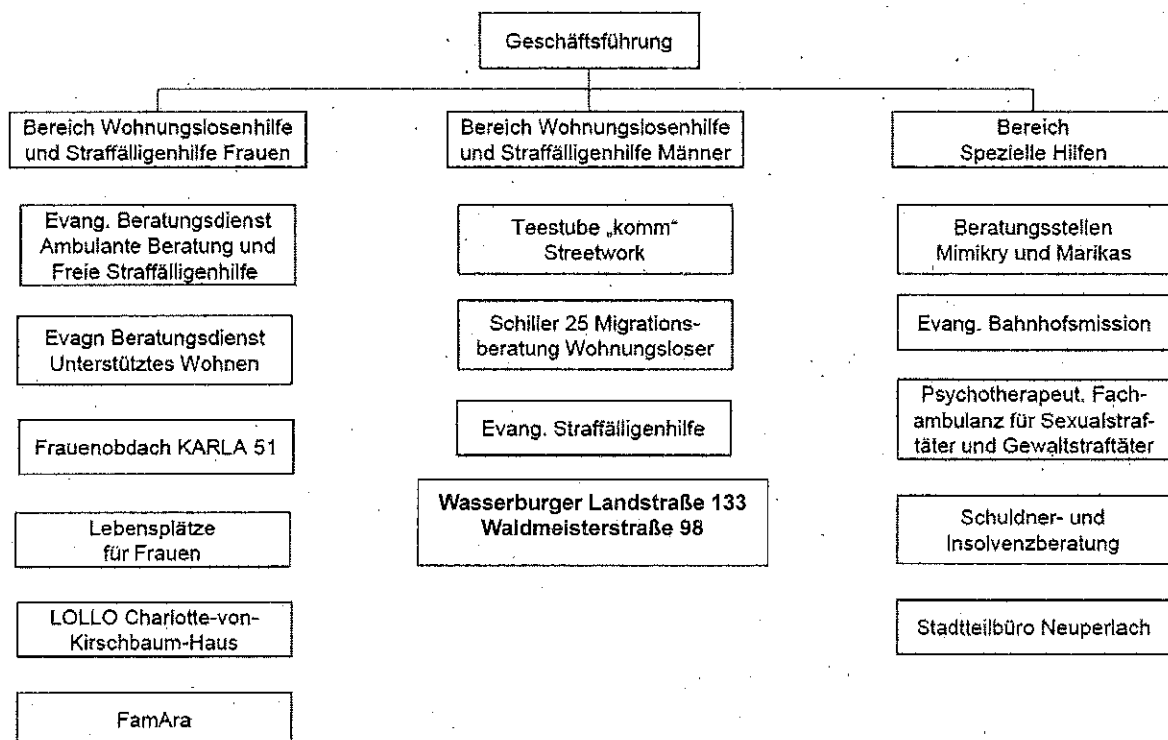 Geschäftsführung
Bereich Wohnungslosenhilfe
und Straffälligenhilfe Frauen
Evang. Beratungsdienst
Ambulante Beratung und
Freie Straffälligenhilfe
Evagn Beratungsdienst
Unterstütztes Wohnen
Frauenobdach KARLA 51
Lebensplätze
für Frauen
LOLLO Charlotte-von-
Kirschbaum-Haus
FamAra
Bereich Wohnungslosenhilfe
und Straffälligenhilfe Männer
Teestube „komm“
Streetwork
Schiller 25 Migrations-
beratung Wohnungsloser
Evang. Straffälligenhilfe
Wasserburger Landstraße 133
Waldmeisterstraße 98
Bereich
Spezielle Hilfen
Beratungsstellen
Mimikry und Marikas
Evang. Bahnhofsmission
Psychotherapeut. Fach-
ambulanz für Sexualstraf-
täter und Gewaltstraftäter
Schuldner- und
Insolvenzberatung
Stadtteilbüro Neuperlach